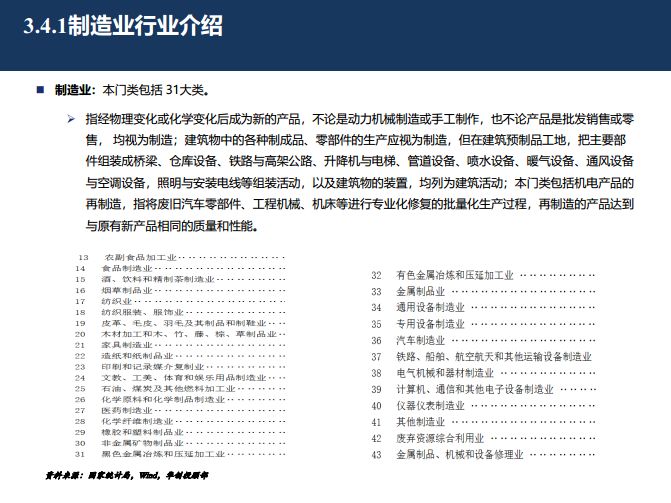 3.4.1制造业行业介绍
制造业：本门类包括 31大类。
指经物理变化或化学变化后成为新的产品，不论是动力机械制造或手工制作，也不论产品是批发销售或零
售， 均视为制造；建筑物中的各种制成品、零部件的生产应视为制造，但在建筑预制品工地，把主要部
件组装成桥梁、仓库设备、铁路与高架公路、升降机与电梯、管道设备、喷水设备、暖气设备、通风设备
与空调设备，照明与安装电线等组装活动，以及建筑物的装置，均列为建筑活动；本门类包括机电产品的
再制造，指将废旧汽车零部件、工程机械、机床等进行专业化修复的批量化生产过程，再制造的产品达到
与原有新产品相同的质量和性能。
13 农副食品加工业
14 食品制造业
15 酒、饮料和精制茶制造业
16 烟草制品业
17 纺织业
18 纺织服装、服饰业
19 皮革、毛皮、羽毛及其制品和制鞋业
20 木材加工和木、竹、藤、棕、草制品业
21 家具制造业
22 造纸和纸制品业
23 印刷和记录媒介复制业
24 文教、工美、体育和娱乐用品制造业
25 石油、煤炭及其他燃料加工业
26 化学原料和化学制品制造业
27 医药制造业
28 化学纤维制造业
29 橡胶和塑料制品业
30 非金属矿物制品业
31 黑色金属冶炼和压延加工业
32 有色金属冶炼和压延加工业
33 金属制品业
34 通用设备制造业
35 专用设备制造业
36 汽车制造业
37 铁路、船舶、航空航天和其他运输设备制造业
38 电气机械和器材制造业
39 计算机、通信和其他电子设备制造业
40 仪器仪表制造业
41 其他制造业
42 废弃资源综合利用业
43 金属制品、机械和设备修理业
资料来源：国家统计局，Wind，华创投顾部